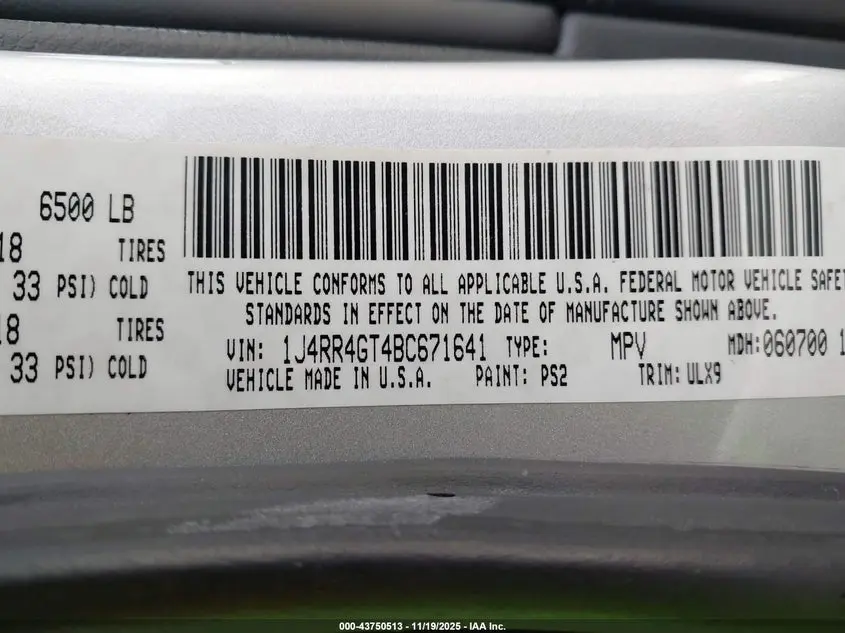 6500 LB
18 TIRES
33 PSI) COLD
18 TIRES
33 PSI) COLD
THIS VEHICLE CONFORMS TO ALL APPLICABLE U.S.A. FEDERAL MOTOR VEHICLE SAFET
STANDARDS IN EFFECT ON THE DATE OF MANUFACTURE SHOWN ABOVE.
VIN: 1J4RR4GT4BC671641 TYPE: MPV MDH:060700 1
VEHICLE MADE IN U.S.A. PAINT: PS2 TRIM: ULX9
000-43750513 - 11/19/2025 - IAA Inc.